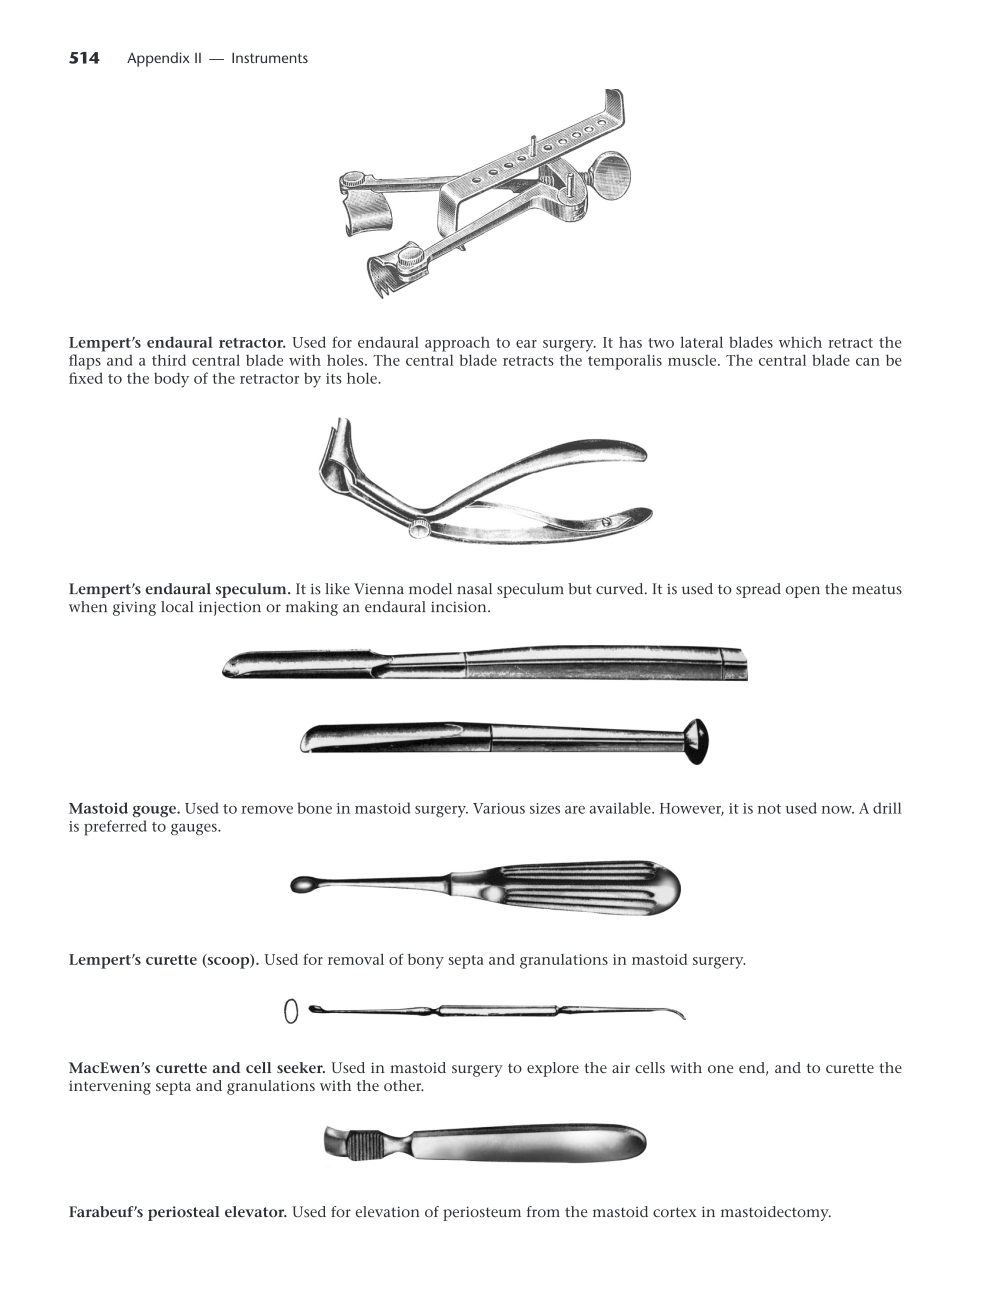 514 Appendix II — Instruments
Lempert's endaural retractor. Used for endaural approach to ear surgery. It has two lateral blades which retract the
flaps and a third central blade with holes. The central blade retracts the temporalis muscle. The central blade can be
fixed to the body of the retractor by its hole.
Lempert's endaural speculum. It is like Vienna model nasal speculum but curved. It is used to spread open the meatus
when giving local injection or making an endaural incision.
Mastoid gouge. Used to remove bone in mastoid surgery. Various sizes are available. However, it is not used now. A drill
is preferred to gauges.
Lempert's curette (scoop). Used for removal of bony septa and granulations in mastoid surgery.
MacEwen's curette and cell seeker. Used in mastoid surgery to explore the air cells with one end, and to curette the
intervening septa and granulations with the other.
Farabeuf's periosteal elevator. Used for elevation of periosteum from the mastoid cortex in mastoidectomy.